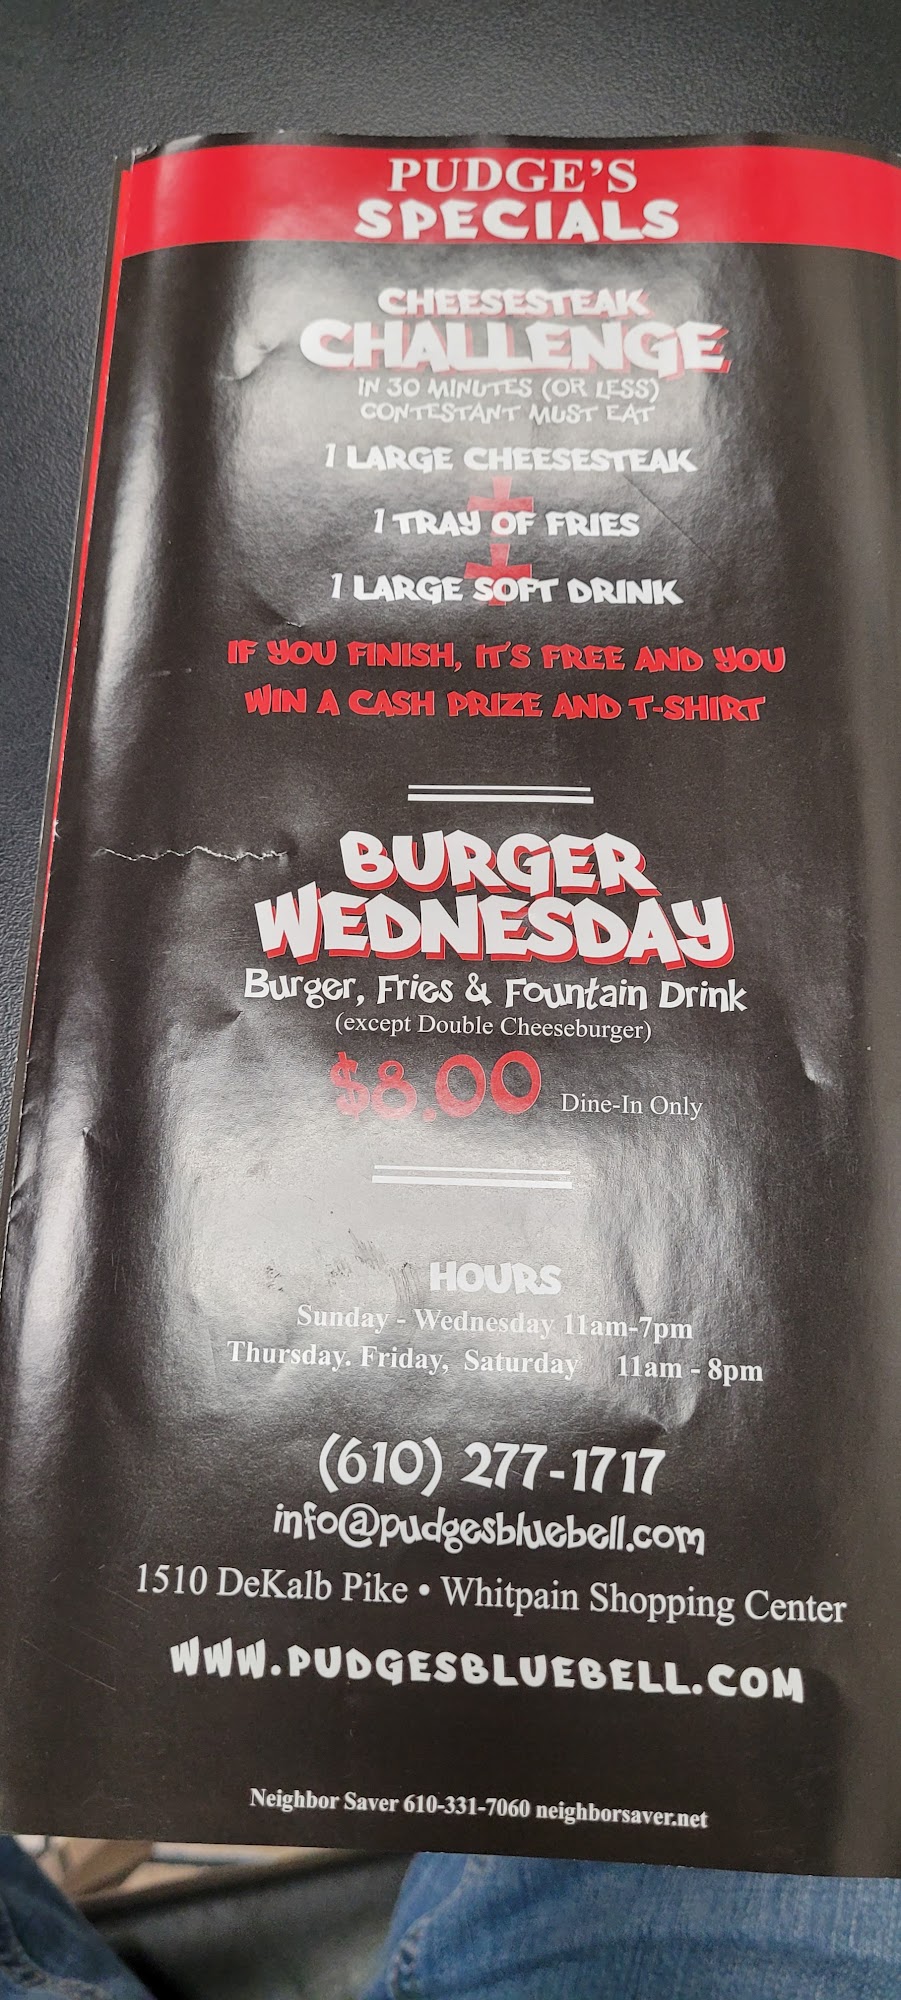 PUDGE'S
SPECIALS
CHEESESTEAK
CHALLENGE
IN 30 MINUTES (OR LESS)
CONTESTANT MUST EAT
1 LARGE CHEESESTEAK
+
1 TRAY OF FRIES
+
1 LARGE SOFT DRINK
IF YOU FINISH, IT'S FREE AND YOU
WIN A CASH PRIZE AND T-SHIRT
BURGER
WEDNESDAY
Burger, Fries & Fountain Drink
(except Double Cheeseburger)
$8.00 Dine-In Only
HOURS
Sunday - Wednesday 11am-7pm
Thursday. Friday, Saturday 11am - 8pm
(610) 277-1717
info@pudgesbluebell.com
1510 DeKalb Pike • Whitpain Shopping Center
WWW.PUDGESBLUEBELL.COM
Neighbor Saver 610-331-7060 neighborsaver.net